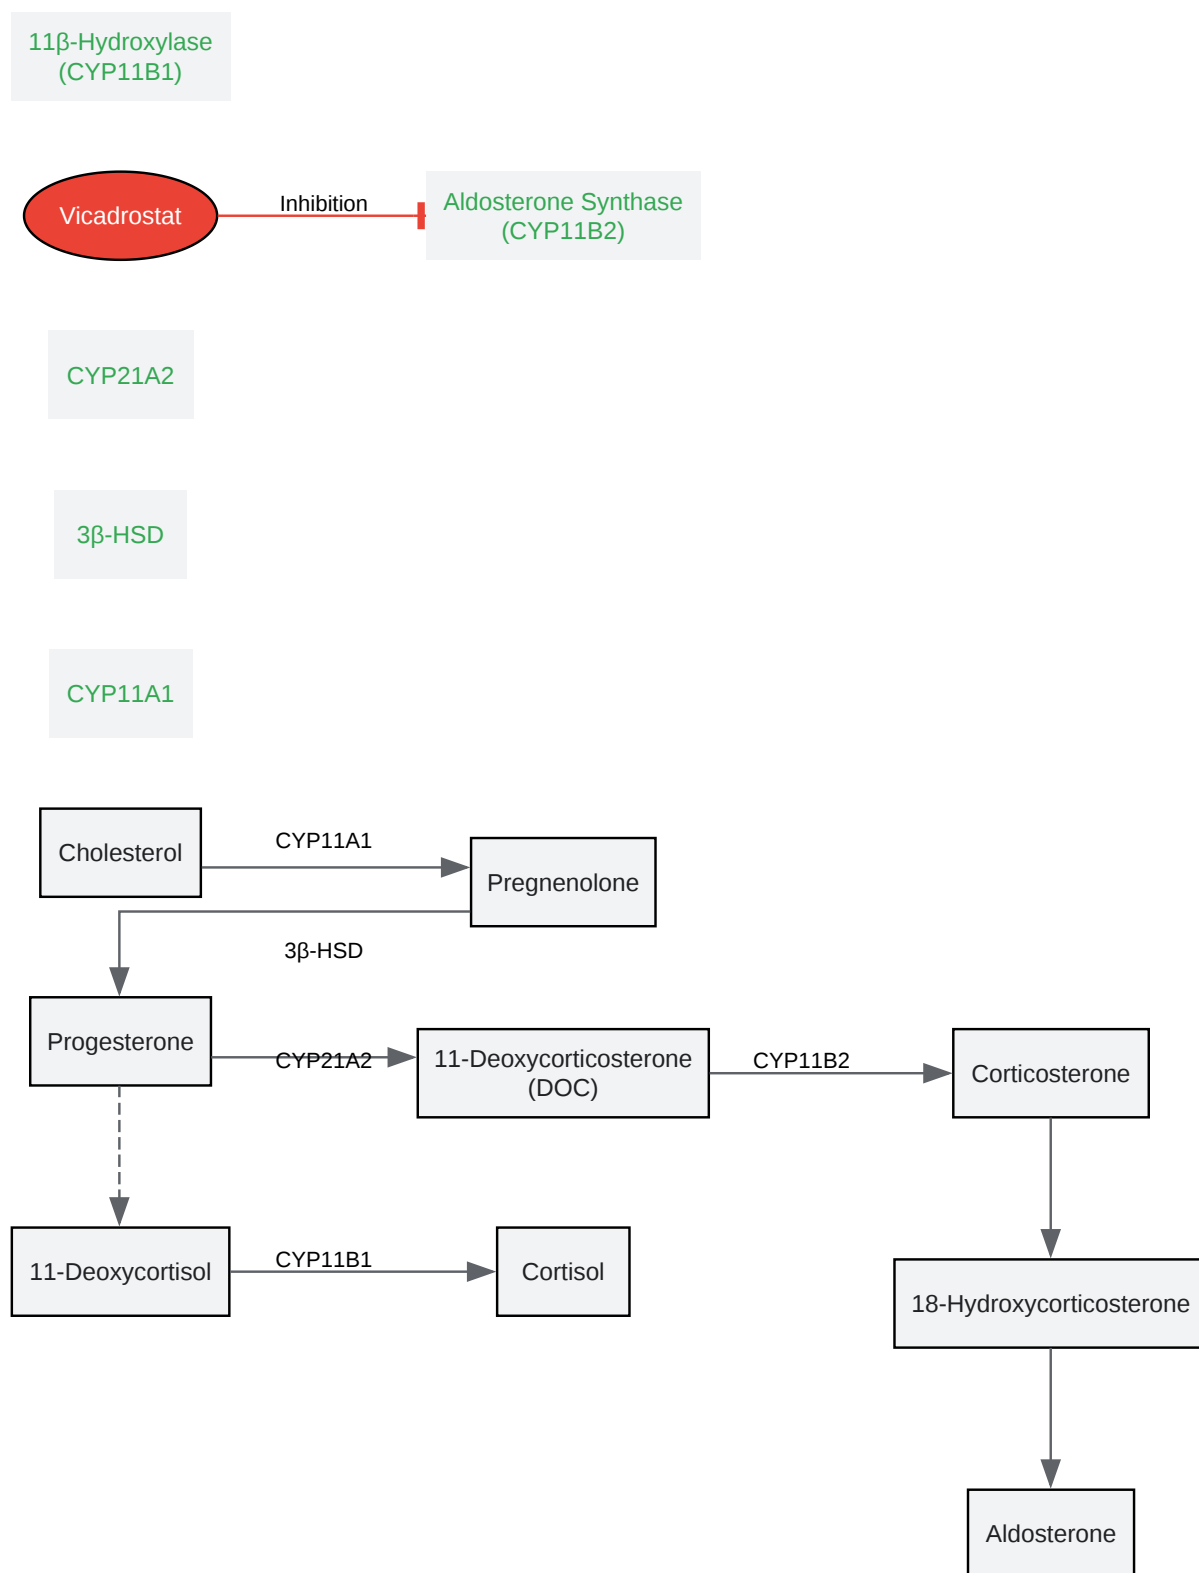 11β-Hydroxylase
(CYP11B1)
Vicadrostat
Inhibition
Aldosterone Synthase
(CYP11B2)
CYP21A2
3β-HSD
CYP11A1
Cholesterol
CYP11A1
Pregnenolone
3β-HSD
Progesterone
CYP21A2
11-Deoxycorticosterone
(DOC)
CYP11B2
Corticosterone
11-Deoxycortisol
CYP11B1
Cortisol
18-Hydroxycorticosterone
Aldosterone